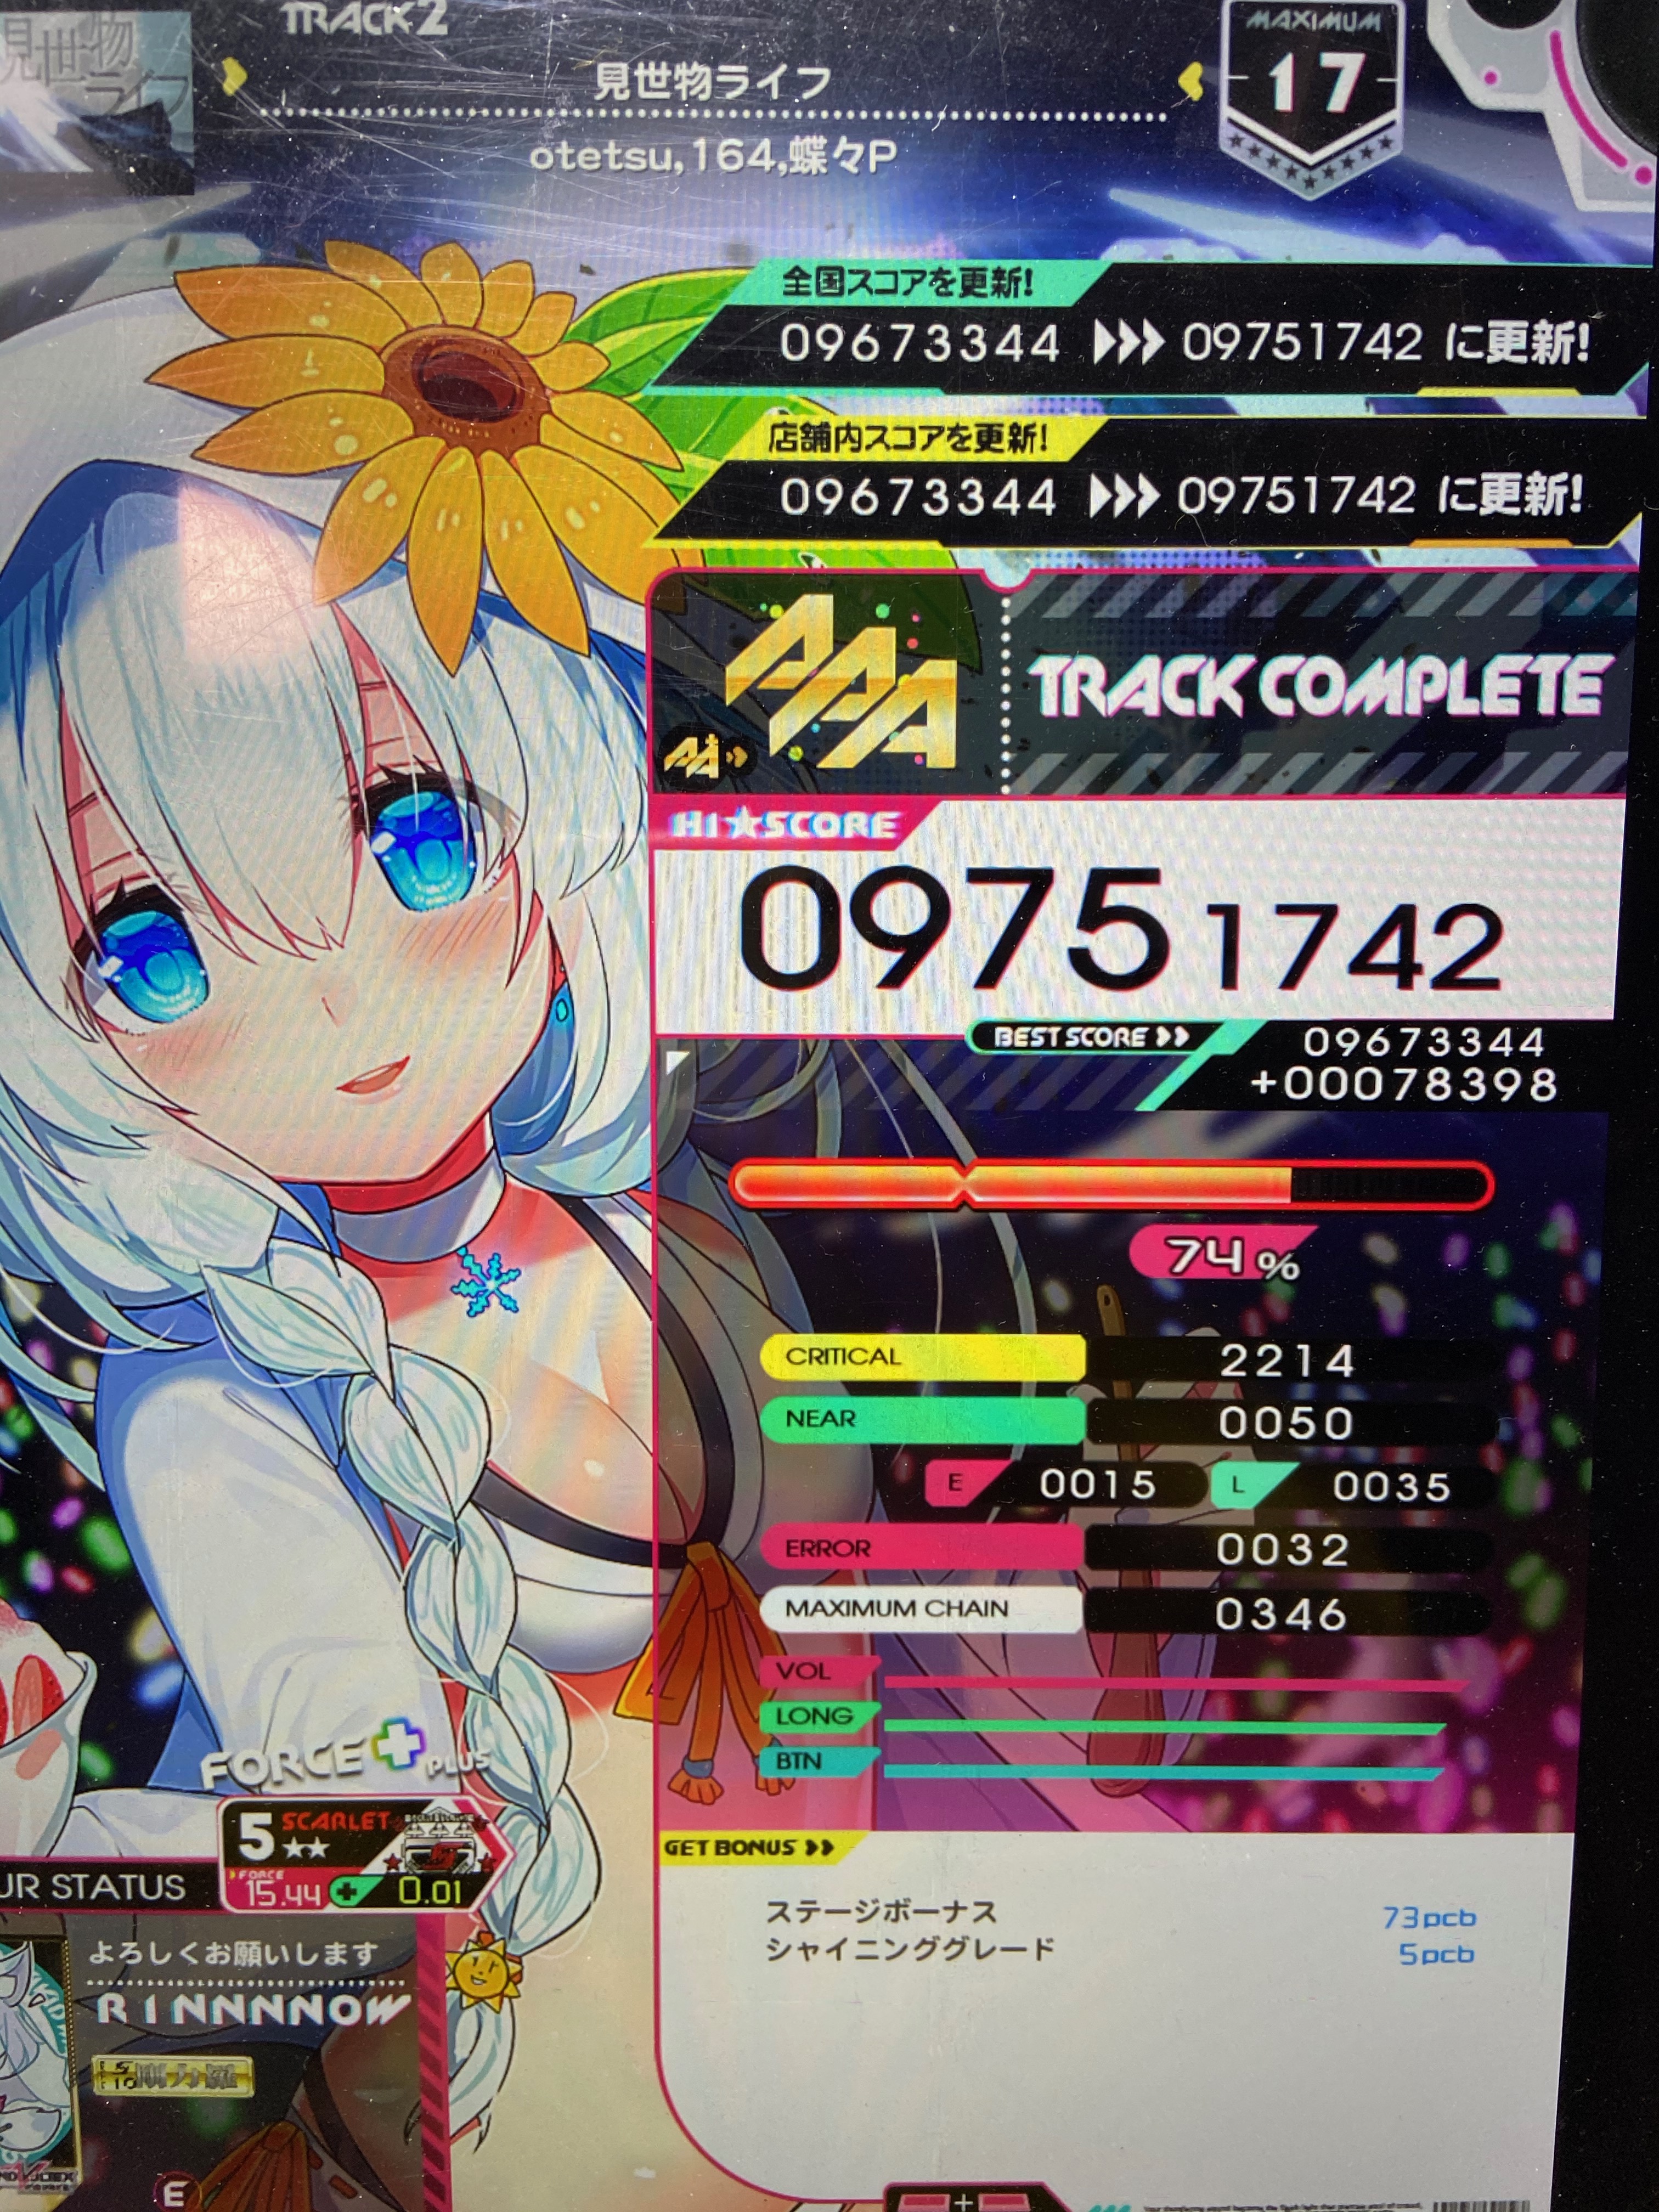 見世物
ライフ
TRACK2
見世物ライフ
otetsu,164,蝶々P
MAXIMUM
17
全国スコアを更新!
09673344 09751742 に更新!
店舗内スコアを更新!
09673344 09751742 に更新!
AAA
TRACK COMPLETE
HI★SCORE
09751742
BEST SCORE
09673344
+00078398
74%
CRITICAL 2214
NEAR 0050
E 0015 L 0035
ERROR 0032
MAXIMUM CHAIN 0346
VOL
LONG
BTN
FORCE PLUS
5 SCARLET
★★
FORCE
15.44 + 0.01
UR STATUS
よろしくお願いします
R1NNNNOW
E
GET BONUS
ステージボーナス 73pcb
シャイニンググレード 5pcb